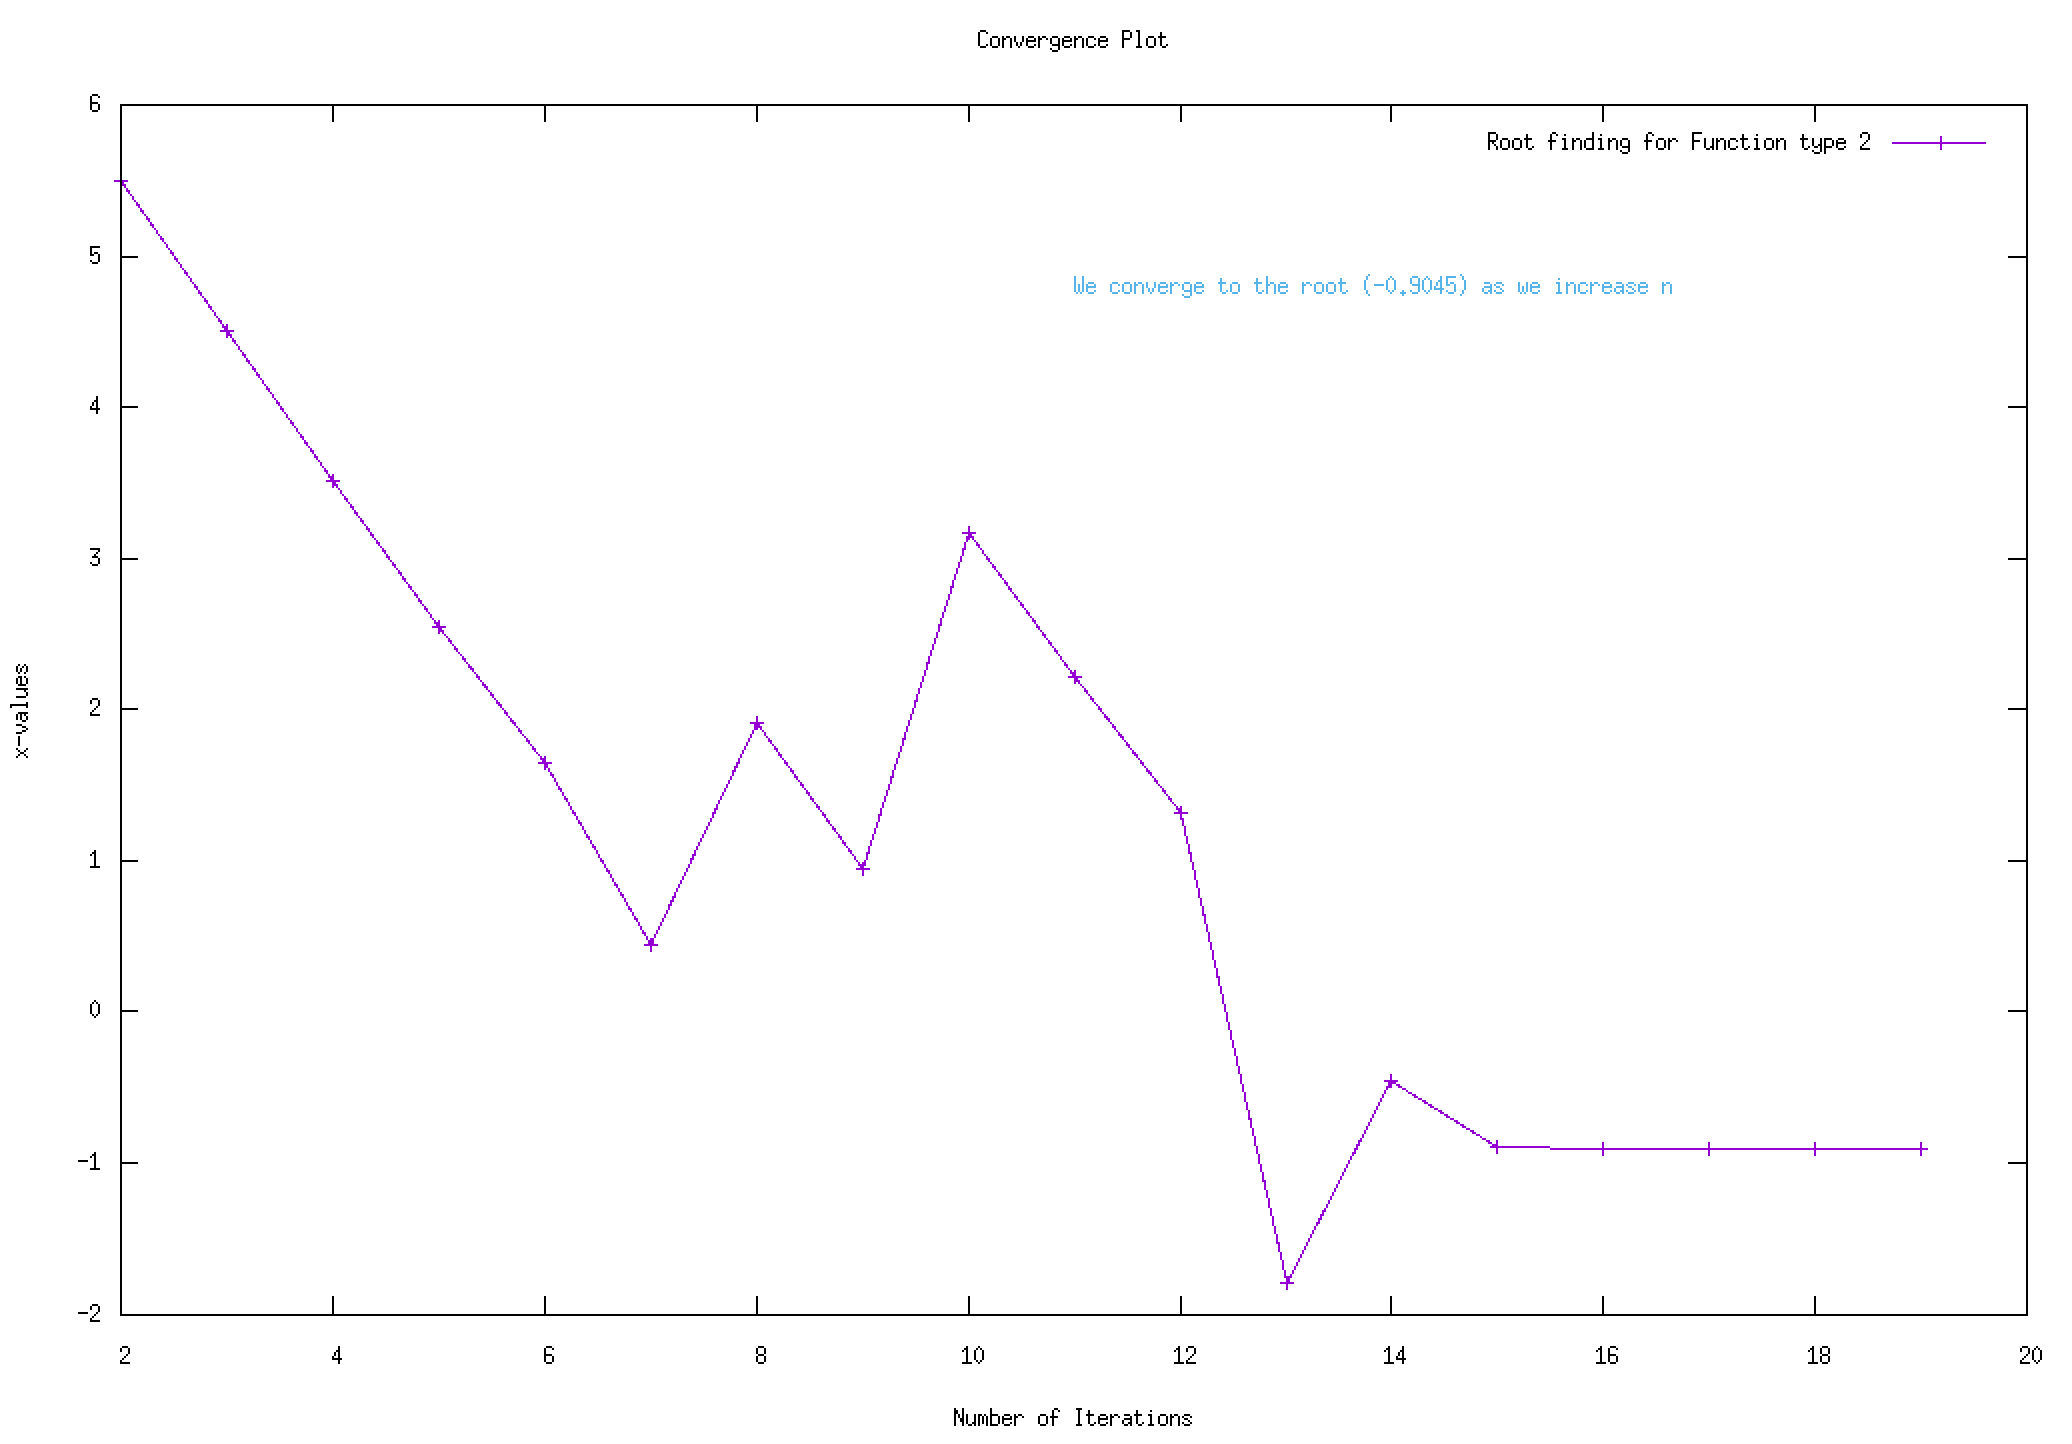 Convergence Plot
6
Root finding for Function type 2
5
We converge to the root (-0.9045) as we increase n
4
3
x-values
2
1
0
-1
-2
2 4 6 8 10 12 14 16 18 20
Number of Iterations